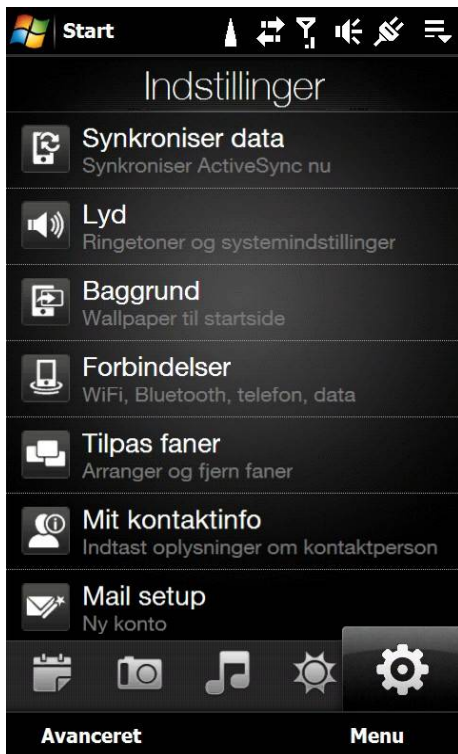 Start
Indstillinger
Synkroniser data
Synkroniser ActiveSync nu
Lyd
Ringetoner og systemindstillinger
Baggrund
Wallpaper til startside
Forbindelser
WiFi, Bluetooth, telefon, data
Tilpas faner
Arranger og fjern faner
Mit kontaktinfo
Indtast oplysninger om kontaktperson
Mail setup
Ny konto
Avanceret Menu